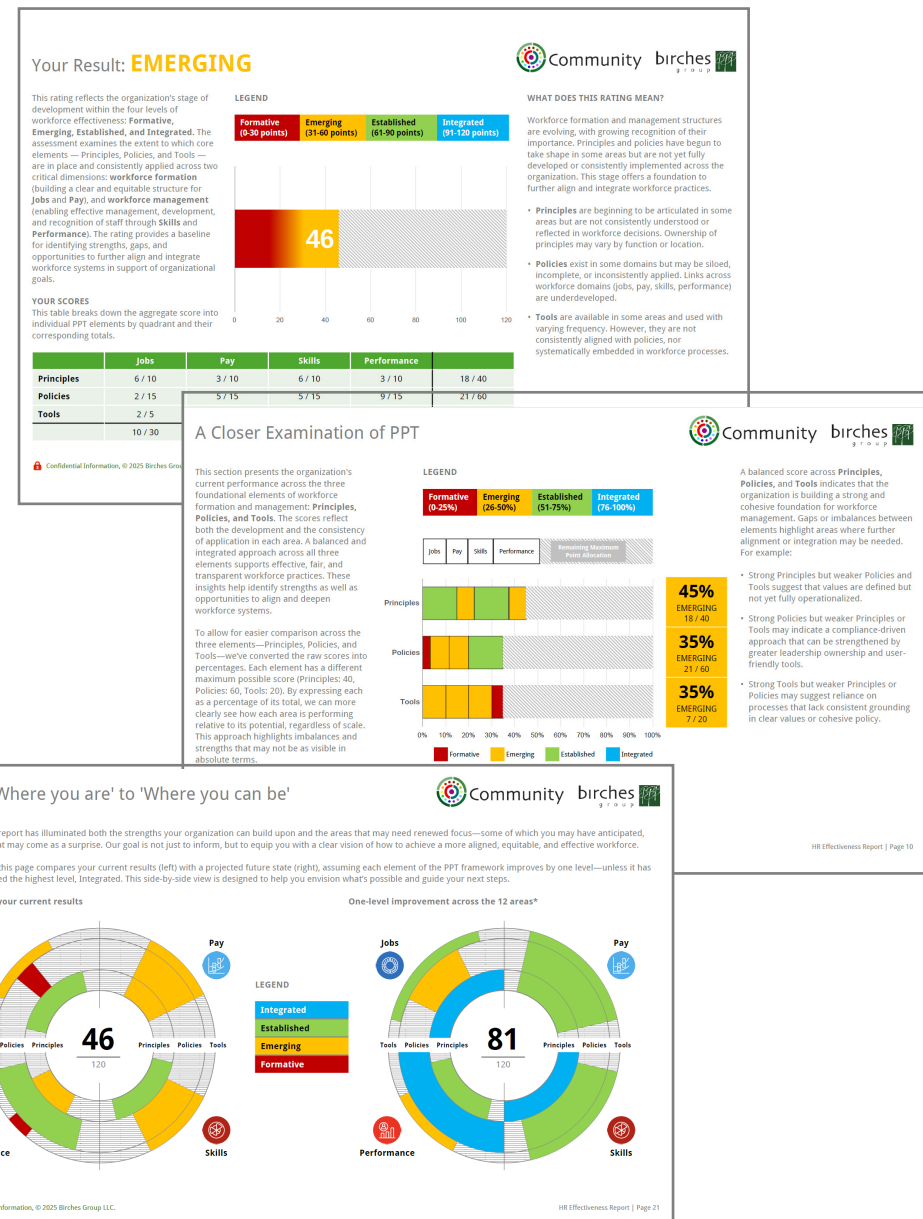 Your Result: EMERGING
Community
birches
group
This rating reflects the organization's stage of
development within the four levels of
workforce effectiveness: Formative,
Emerging, Established, and Integrated. The
assessment examines the extent to which core
elements — Principles, Policies, and Tools —
are in place and consistently applied across two
critical dimensions: workforce formation
(building a clear and equitable structure for
Jobs and Pay), and workforce management
(enabling effective management, development,
and recognition of staff through Skills and
Performance). The rating provides a baseline
for identifying strengths, gaps, and
opportunities to further align and integrate
workforce systems in support of organizational
goals.
YOUR SCORES
This table breaks down the aggregate score into
individual PPT elements by quadrant and their
corresponding totals.
LEGEND
Formative
(0-30 points)
Emerging
(31-60 points)
Established
(61-90 points)
Integrated
(91-120 points)
46
0 20 40 60 80 100 120
WHAT DOES THIS RATING MEAN?
Workforce formation and management structures
are evolving, with growing recognition of their
importance. Principles and policies have begun to
take shape in some areas but are not yet fully
developed or consistently implemented across the
organization. This stage offers a foundation to
further align and integrate workforce practices.
• Principles are beginning to be articulated in some
areas but are not consistently understood or
reflected in workforce decisions. Ownership of
principles may vary by function or location.
• Policies exist in some domains but may be siloed,
incomplete, or inconsistently applied. Links across
workforce domains (jobs, pay, skills, performance)
are underdeveloped.
• Tools are available in some areas and used with
varying frequency. However, they are not
consistently aligned with policies, nor
systematically embedded in workforce processes.
Jobs Pay Skills Performance
Principles 6 / 10 3 / 10 6 / 10 3 / 10 18 / 40
Policies 2 / 15 5 / 15 5 / 15 9 / 15 21 / 60
Tools 2 / 5
10 / 30
Confidential Information, © 2025 Birches Grou
A Closer Examination of PPT
Community
birches
group
This section presents the organization's
current performance across the three
foundational elements of workforce
formation and management: Principles,
Policies, and Tools. The scores reflect
both the development and the consistency
of application in each area. A balanced and
integrated approach across all three
elements supports effective, fair, and
transparent workforce practices. These
insights help identify strengths as well as
opportunities to align and deepen
workforce systems.
To allow for easier comparison across the
three elements—Principles, Policies, and
Tools—we've converted the raw scores into
percentages. Each element has a different
maximum possible score (Principles: 40,
Policies: 60, Tools: 20). By expressing each
as a percentage of its total, we can more
clearly see how each area is performing
relative to its potential, regardless of scale.
This approach highlights imbalances and
strengths that may not be as visible in
absolute terms.
LEGEND
Formative
(0-25%)
Emerging
(26-50%)
Established
(51-75%)
Integrated
(76-100%)
Jobs Pay Skills Performance
Remaining Maximum
Point Allocation
Principles
Policies
Tools
0% 10% 20% 30% 40% 50% 60% 70% 80% 90% 100%
Formative Emerging Established Integrated
45%
EMERGING
18 / 40
35%
EMERGING
21 / 60
35%
EMERGING
7 / 20
A balanced score across Principles,
Policies, and Tools indicates that the
organization is building a strong and
cohesive foundation for workforce
management. Gaps or imbalances between
elements highlight areas where further
alignment or integration may be needed.
For example:
• Strong Principles but weaker Policies and
Tools suggest that values are defined but
not yet fully operationalized.
• Strong Policies but weaker Principles or
Tools may indicate a compliance-driven
approach that can be strengthened by
greater leadership ownership and user-
friendly tools.
• Strong Tools but weaker Principles or
Policies may suggest reliance on
processes that lack consistent grounding
in clear values or cohesive policy.
HR Effectiveness Report | Page 10
Where you are' to 'Where you can be'
Community
birches
group
report has illuminated both the strengths your organization can build upon and the areas that may need renewed focus—some of which you may have anticipated,
at may come as a surprise. Our goal is not just to inform, but to equip you with a clear vision of how to achieve a more aligned, equitable, and effective workforce.
this page compares your current results (left) with a projected future state (right), assuming each element of the PPT framework improves by one level—unless it has
ed the highest level, Integrated. This side-by-side view is designed to help you envision what's possible and guide your next steps.
your current results
One-level improvement across the 12 areas*
Pay
46
120
Policies Principles Principles Policies Tools
ce
Skills
LEGEND
Integrated
Established
Emerging
Formative
Jobs
Pay
81
120
Tools Policies Principles Principles Policies Tools
Performance
Skills
nformation, © 2025 Birches Group LLC.
HR Effectiveness Report | Page 21